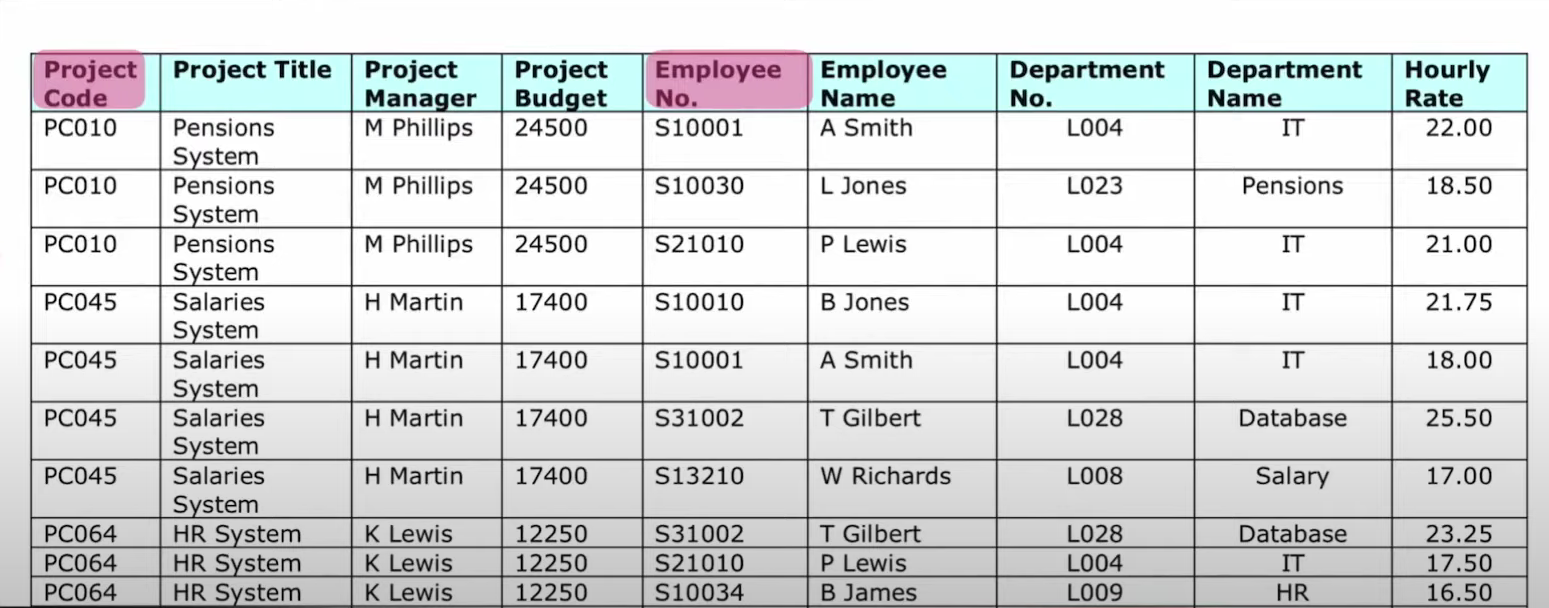 Project Code | Project Title | Project Manager | Project Budget | Employee No. | Employee Name | Department No. | Department Name | Hourly Rate
PC010 | Pensions System | M Phillips | 24500 | S10001 | A Smith | L004 | IT | 22.00
PC010 | Pensions System | M Phillips | 24500 | S10030 | L Jones | L023 | Pensions | 18.50
PC010 | Pensions System | M Phillips | 24500 | S21010 | P Lewis | L004 | IT | 21.00
PC045 | Salaries System | H Martin | 17400 | S10010 | B Jones | L004 | IT | 21.75
PC045 | Salaries System | H Martin | 17400 | S10001 | A Smith | L004 | IT | 18.00
PC045 | Salaries System | H Martin | 17400 | S31002 | T Gilbert | L028 | Database | 25.50
PC045 | Salaries System | H Martin | 17400 | S13210 | W Richards | L008 | Salary | 17.00
PC064 | HR System | K Lewis | 12250 | S31002 | T Gilbert | L028 | Database | 23.25
PC064 | HR System | K Lewis | 12250 | S21010 | P Lewis | L004 | IT | 17.50
PC064 | HR System | K Lewis | 12250 | S10034 | B James | L009 | HR | 16.50